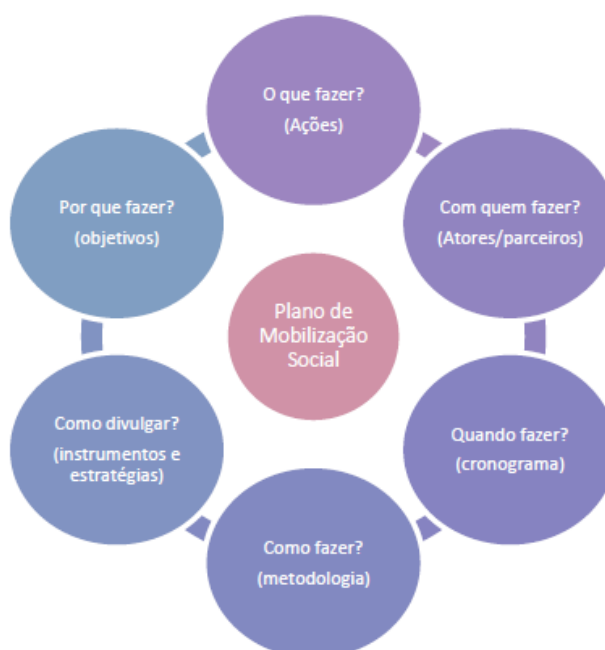 O que fazer?
(Ações)
Com quem fazer?
(Atores/parceiros)
Quando fazer?
(cronograma)
Como fazer?
(metodologia)
Como divulgar?
(instrumentos e
estratégias)
Por que fazer?
(objetivos)
Plano de
Mobilização
Social